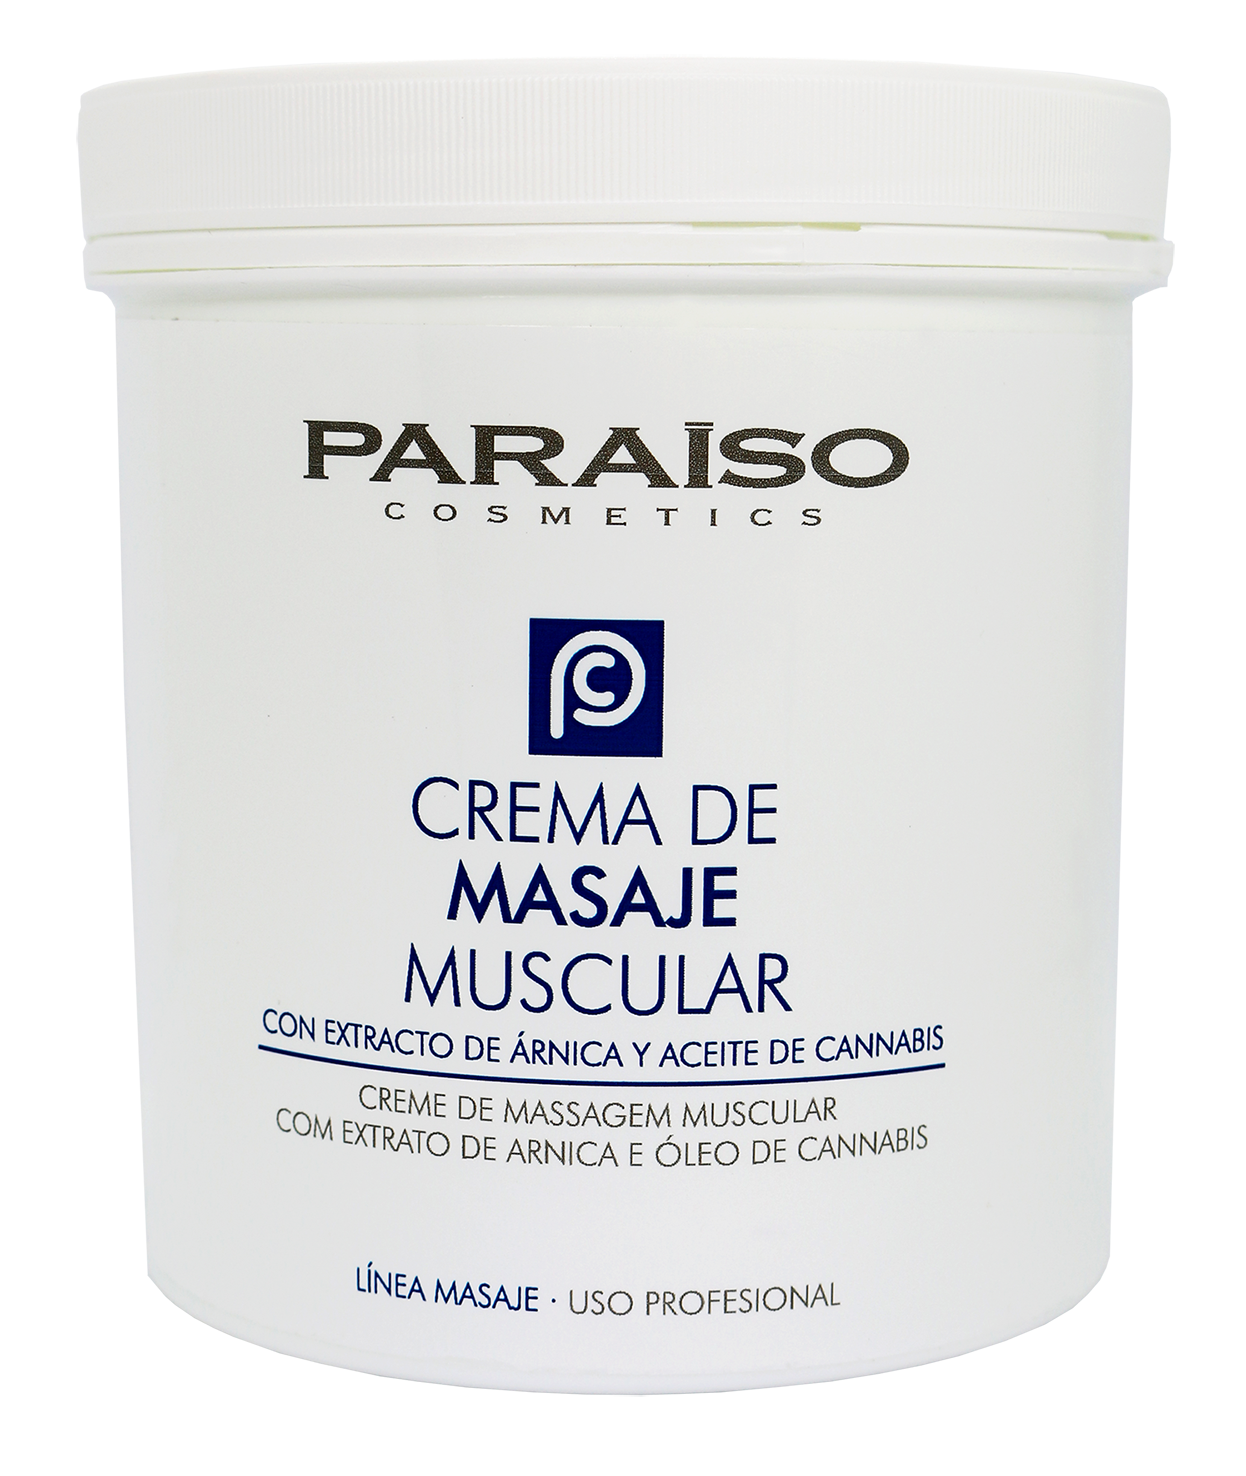 PARAÍSO
COSMETICS
PC
CREMA DE
MASAJE
MUSCULAR
CON EXTRACTO DE ÁRNICA Y ACEITE DE CANNABIS
CREME DE MASSAGEM MUSCULAR
COM EXTRATO DE ARNICA E ÓLEO DE CANNABIS
LÍNEA MASAJE · USO PROFESIONAL